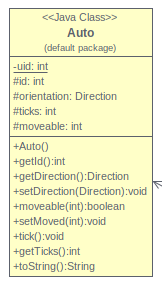 <<Java Class>>
Auto
(default package)
-uid: int
#id: int
#orientation: Direction
#ticks: int
#moveable: int
+Auto()
+getId():int
+getDirection():Direction
+setDirection(Direction):void
+moveable(int):boolean
+setMoved():void
+tick():void
+getTicks():int
+toString():String